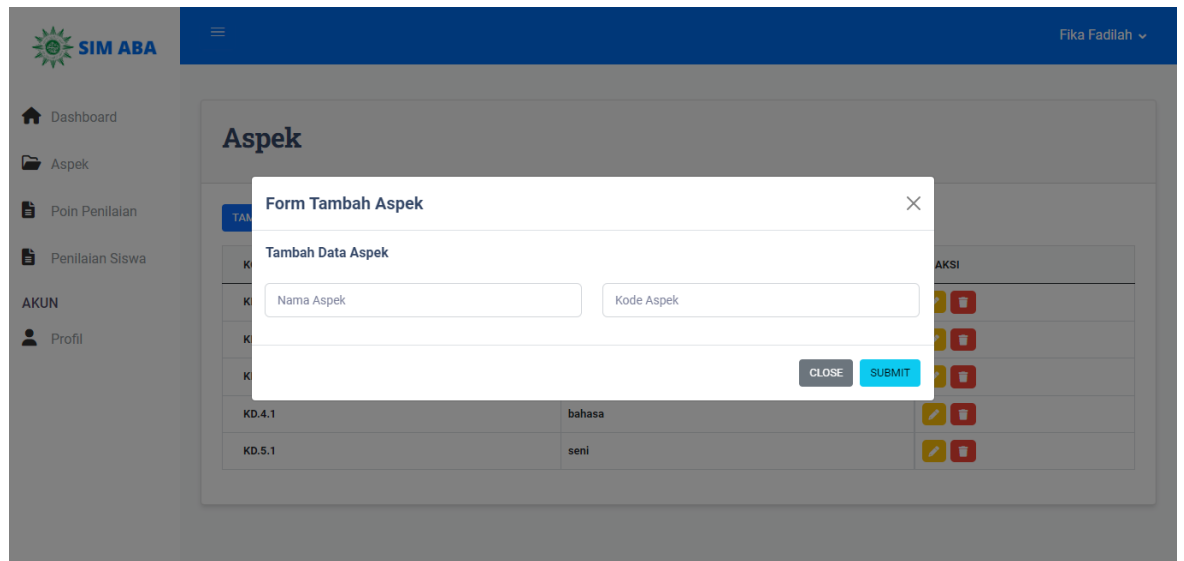 SIM ABA
Fika Fadilah
Dashboard
Aspek
Poin Penilaian
Penilaian Siswa
AKUN
Profil
Aspek
Form Tambah Aspek
Tambah Data Aspek
Nama Aspek Kode Aspek
CLOSE SUBMIT
AKSI
KD.4.1 bahasa
KD.5.1 seni